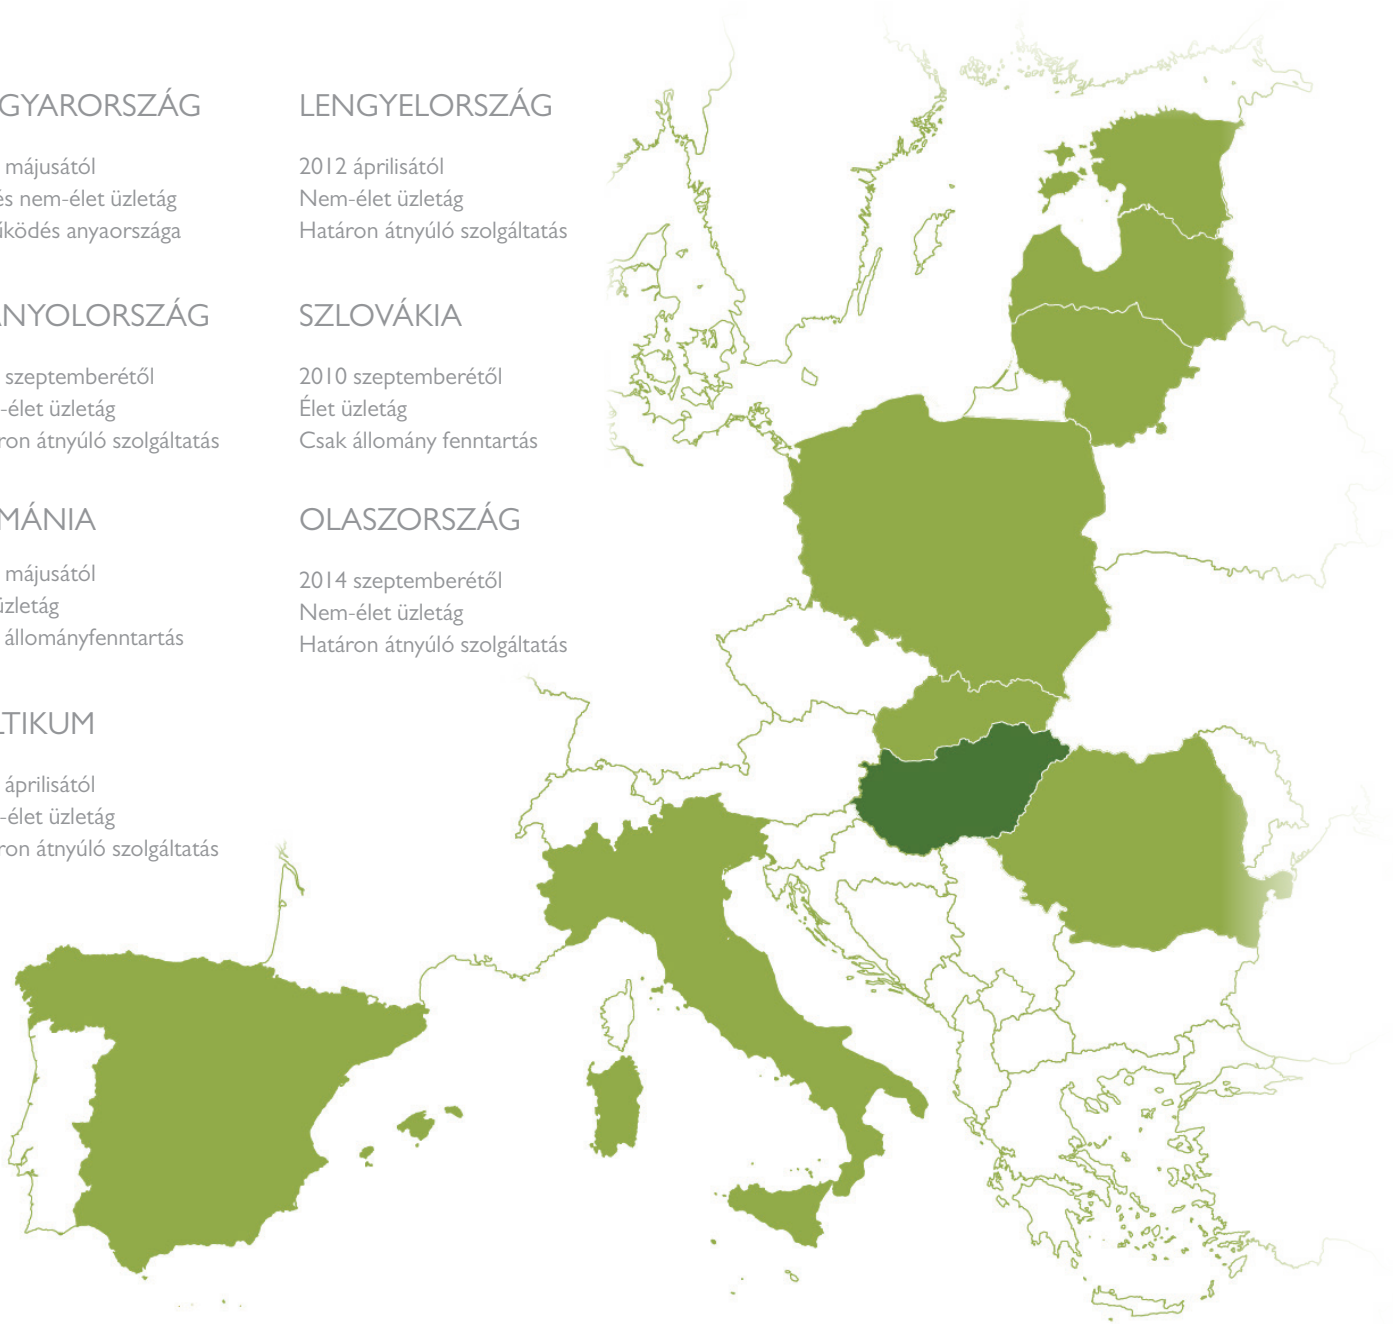 GYARORSZÁG
májusától
és nem-élet üzletág
ködés anyaországa
NYOLORSZÁG
szeptemberétől
-élet üzletág
ron átnyúló szolgáltatás
MÁNIA
májusától
üzletág
állományfenntartás
TIKUM
áprilisától
-élet üzletág
ron átnyúló szolgáltatás
LENGYELORSZÁG
2012 áprilisától
Nem-élet üzletág
Határon átnyúló szolgáltatás
SZLOVÁKIA
2010 szeptemberétől
Élet üzletág
Csak állomány fenntartás
OLASZORSZÁG
2014 szeptemberétől
Nem-élet üzletág
Határon átnyúló szolgáltatás